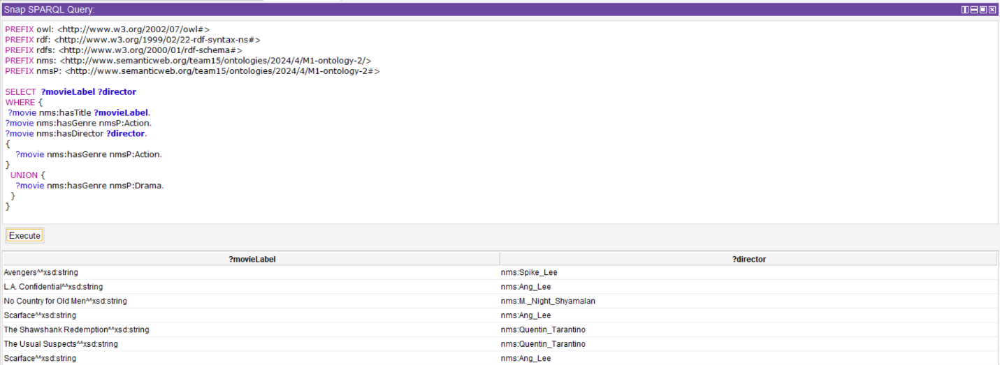 Snap SPARQL Query:
PREFIX owl: <http://www.w3.org/2002/07/owl#>
PREFIX rdf: <http://www.w3.org/1999/02/22-rdf-syntax-ns#>
PREFIX rdfs: <http://www.w3.org/2000/01/rdf-schema#>
PREFIX nms: <http://www.semanticweb.org/team15/ontologies/2024/4/M1-ontology-2/>
PREFIX nmsP: <http://www.semanticweb.org/team15/ontologies/2024/4/M1-ontology-2#>
SELECT ?movieLabel ?director
WHERE {
?movie nms:hasTitle ?movieLabel.
?movie nms:hasGenre nmsP:Action.
?movie nms:hasDirector ?director.
{
?movie nms:hasGenre nmsP:Action.
}
UNION {
?movie nms:hasGenre nmsP:Drama.
}
}
Execute
?movieLabel ?director
Avengers^^xsd:string nms:Spike_Lee
L.A. Confidential^^xsd:string nms:Ang_Lee
No Country for Old Men^^xsd:string nms:M._Night_Shyamalan
Scarface^^xsd:string nms:Ang_Lee
The Shawshank Redemption^^xsd:string nms:Quentin_Tarantino
The Usual Suspects^^xsd:string nms:Quentin_Tarantino
Scarface^^xsd:string nms:Ang_Lee